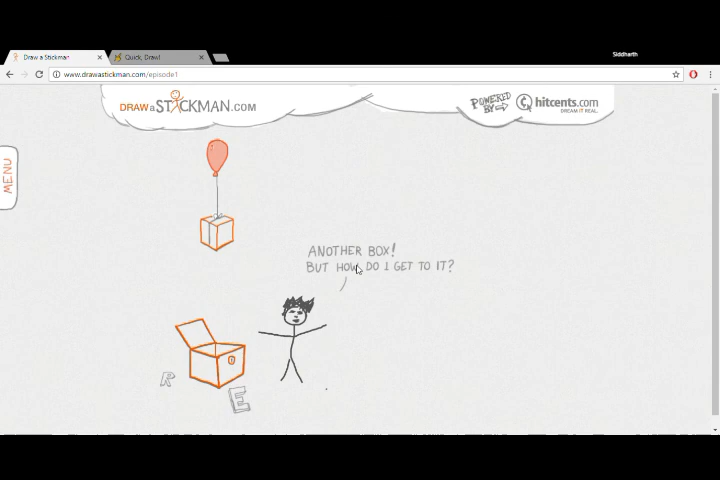 Siddharth
Draw a Stickman
Quick, Draw!
www.drawastickman.com/episode1
DRAW a STICKMAN.COM
POWERED BY hitcents.com
DREAM IT REAL.
MENU
ANOTHER BOX!
BUT HOW DO I GET TO IT?
R
E